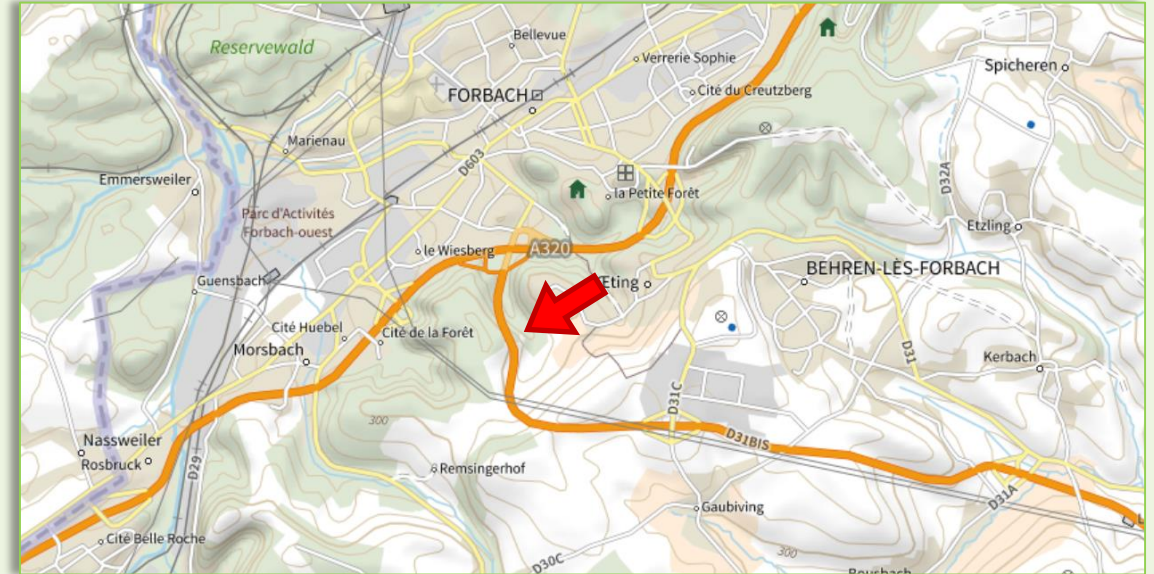 Bellevue
Reservewald
Verrerie Sophie
Spicheren
FORBACH
Cité du Creutzberg
Marienau
D603
Emmersweiler
D32A
la Petite Forêt
Parc d'Activités
Forbach-ouest
Etzling
le Wiesberg
A320
BEHREN-LÈS-FORBACH
Guensbach
Eting
Cité Huebel
Cité de la Forêt
Morsbach
D31
Kerbach
D31C
300
D31BIS
Nassweiler
Rosbruck
D29
Remsingerhof
D31A
Gaubiving
Cité Belle Roche
300
D30C